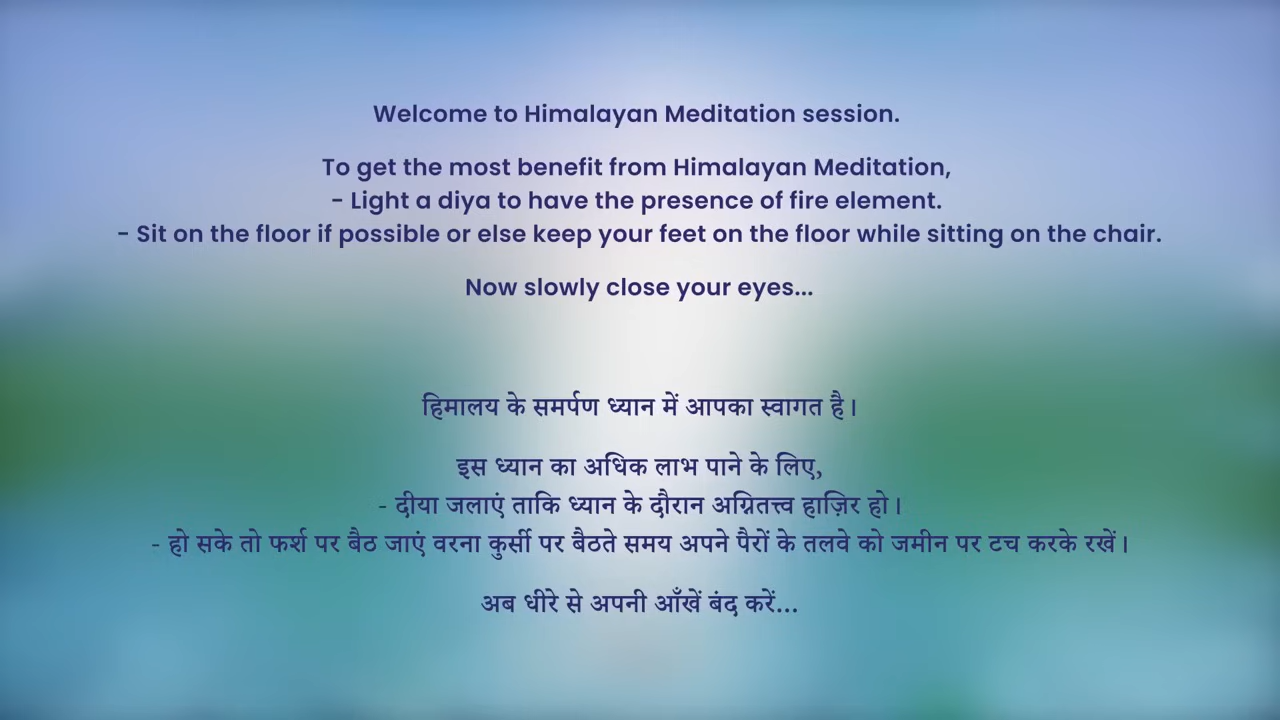 Welcome to Himalayan Meditation session.
To get the most benefit from Himalayan Meditation,
- Light a diya to have the presence of fire element.
- Sit on the floor if possible or else keep your feet on the floor while sitting on the chair.
Now slowly close your eyes...
हिमालय के समर्पण ध्यान में आपका स्वागत है।
इस ध्यान का अधिक लाभ पाने के लिए,
- दीया जलाएं ताकि ध्यान के दौरान अग्नितत्त्व हाज़िर हो।
- हो सके तो फर्श पर बैठ जाएं वरना कुर्सी पर बैठते समय अपने पैरों के तलवे को जमीन पर टच करके रखें।
अब धीरे से अपनी आँखें बंद करें...